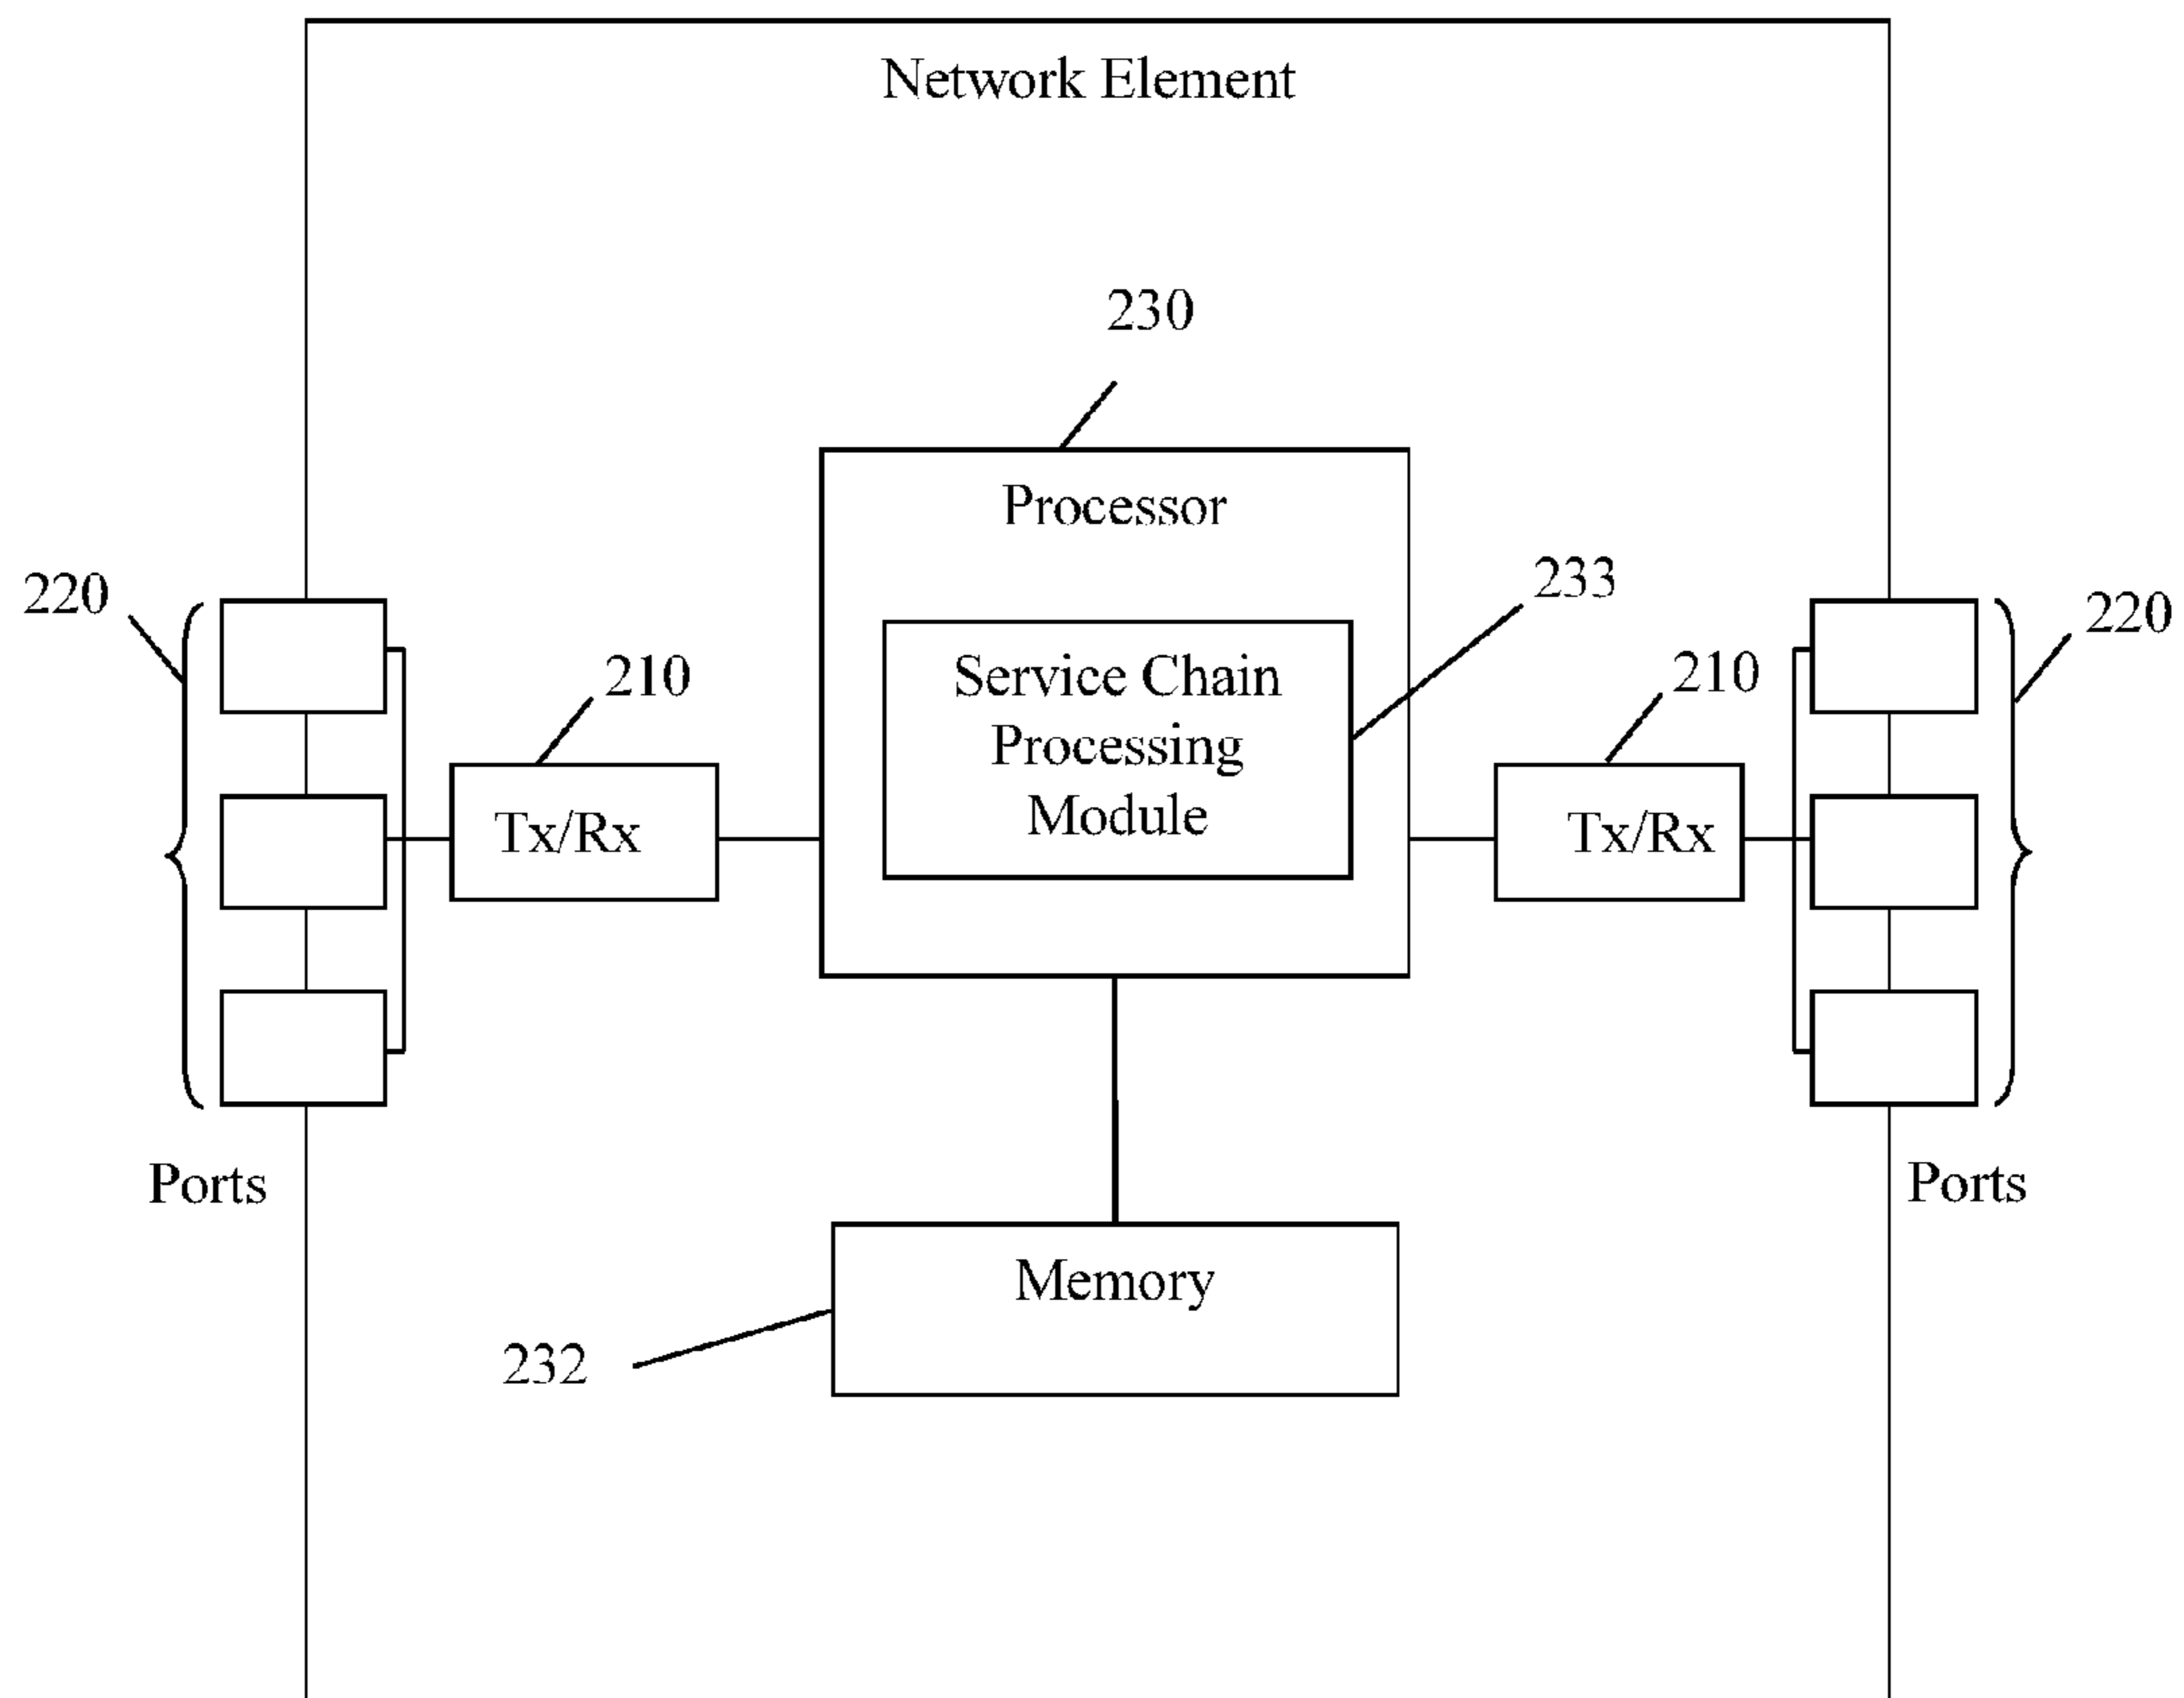 Network Element
230
Processor
233
220
220
Service Chain
Processing
Module
210
210
Tx/Rx
Tx/Rx
Ports
Ports
Memory
232